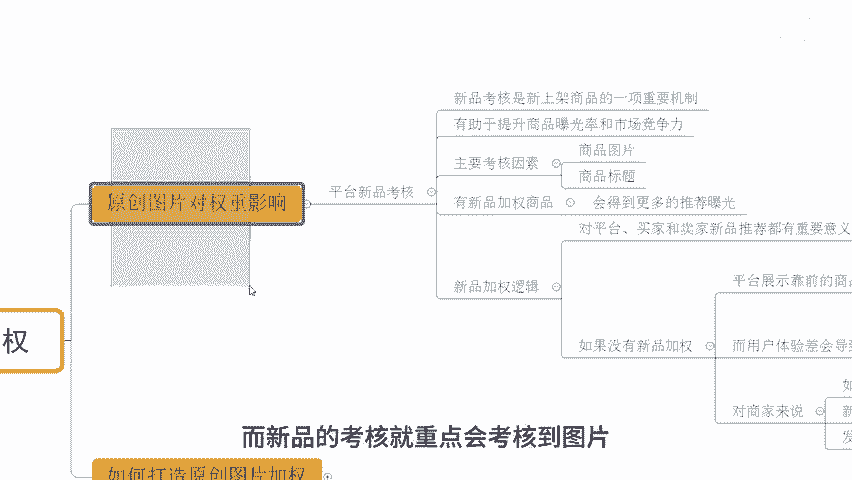 权
原创图片对权重影响
平台新品考核
新品考核是新上架商品的一项重要机制
有助于提升商品曝光率和市场竞争力
主要考核因素
商品图片
商品标题
有新品加权商品
会得到更多的推荐曝光
新品加权逻辑
对平台、买家和卖家新品推荐都有重要意义
如果没有新品加权
平台展示靠前的商品
而用户体验差会导致
对商家来说
如
新
发
而新品的考核就重点会考核到图片
如何打造原创图片加权